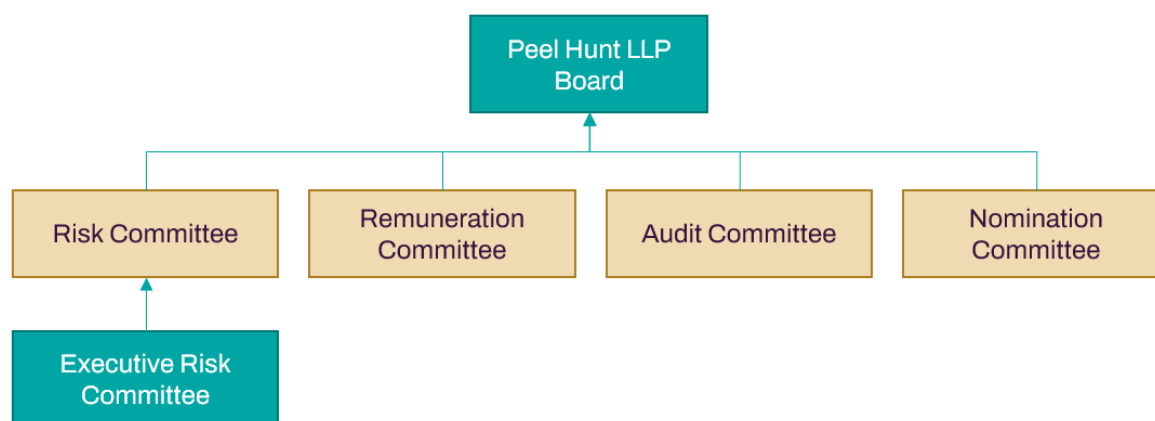 Peel Hunt LLP
Board
Risk Committee
Remuneration
Committee
Audit Committee
Nomination
Committee
Executive Risk
Committee